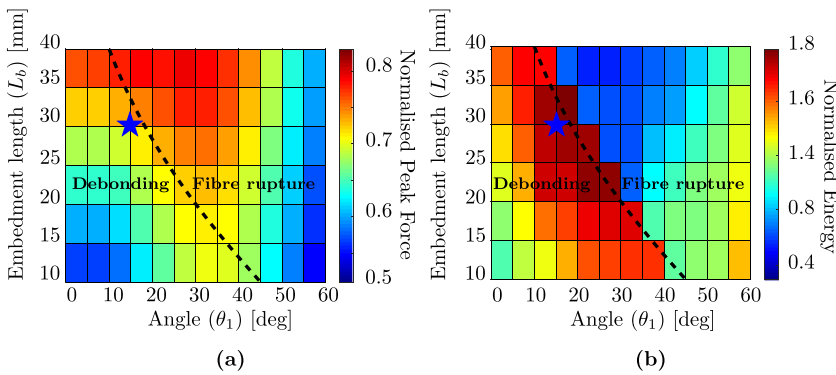 Embedment length (L_b) [mm]
40
35
30
25
20
15
10
0 10 20 30 40 50 60
Angle (θ_1) [deg]
Debonding
Fibre rupture
0.8
0.7
0.6
0.5
Normalised Peak Force
(a)
Embedment length (L_b) [mm]
40
35
30
25
20
15
10
0 10 20 30 40 50 60
Angle (θ_1) [deg]
Debonding
Fibre rupture
1.8
1.6
1.4
0.8
0.4
Normalised Energy
(b)